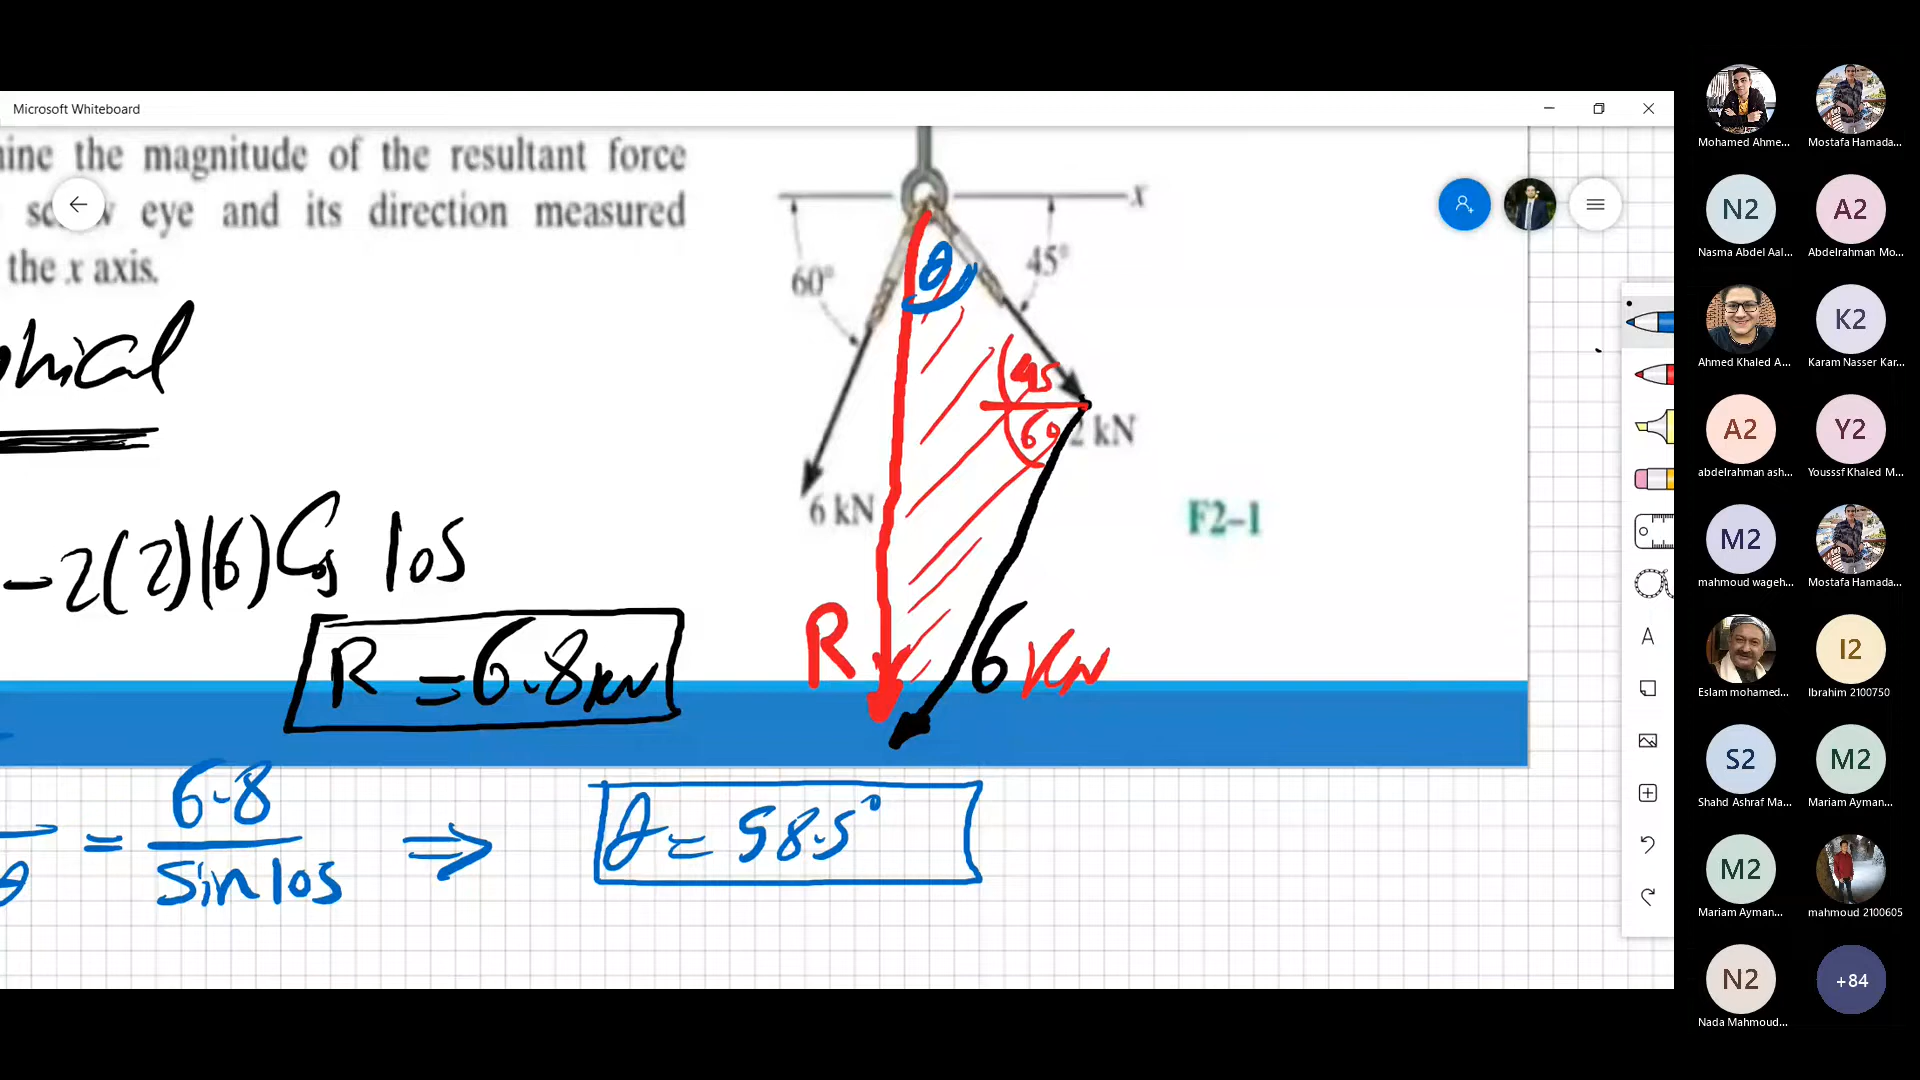 Microsoft Whiteboard
ine the magnitude of the resultant force
eye and its direction measured
the x axis.
x
60°
45°
θ
45
60
2 kN
6 kN
F2–1
-2(2)(6) Cos 105
R = 6.8 kN
R
6 KN
θ
= 6.8 / sin 105 ⇒ θ = 58.5°
A
Mohamed Ahme...
Mostafa Hamada...
N2
A2
Nasma Abdel Aal...
Abdelrahman Mo...
K2
Ahmed Khaled A...
Karam Nasser Kar...
A2
Y2
abdelrahman ash...
Yousssf Khaled M...
M2
mahmoud wageh...
Mostafa Hamada...
I2
Eslam mohamed...
Ibrahim 2100750
S2
M2
Shahd Ashraf Ma...
Mariam Ayman...
M2
Mariam Ayman...
mahmoud 2100605
N2
+84
Nada Mahmoud...